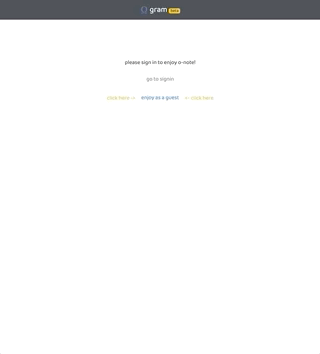 gram beta
please sign in to enjoy o-note!
go to signin
click here -> enjoy as a guest <- click here